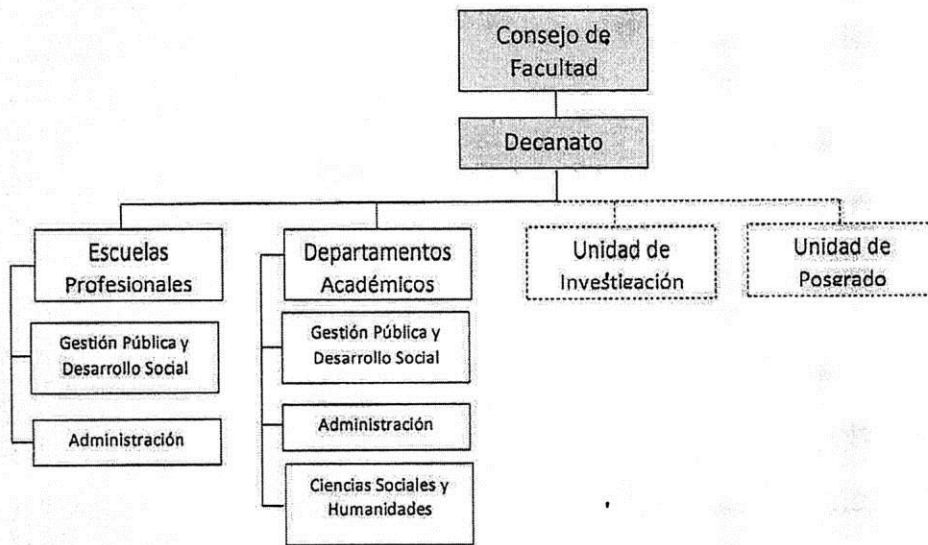 Consejo de
Facultad
Decanato
Escuelas
Profesionales
Gestión Pública y
Desarrollo Social
Administración
Departamentos
Académicos
Gestión Pública y
Desarrollo Social
Administración
Ciencias Sociales y
Humanidades
Unidad de
Investigación
Unidad de
Posgrado